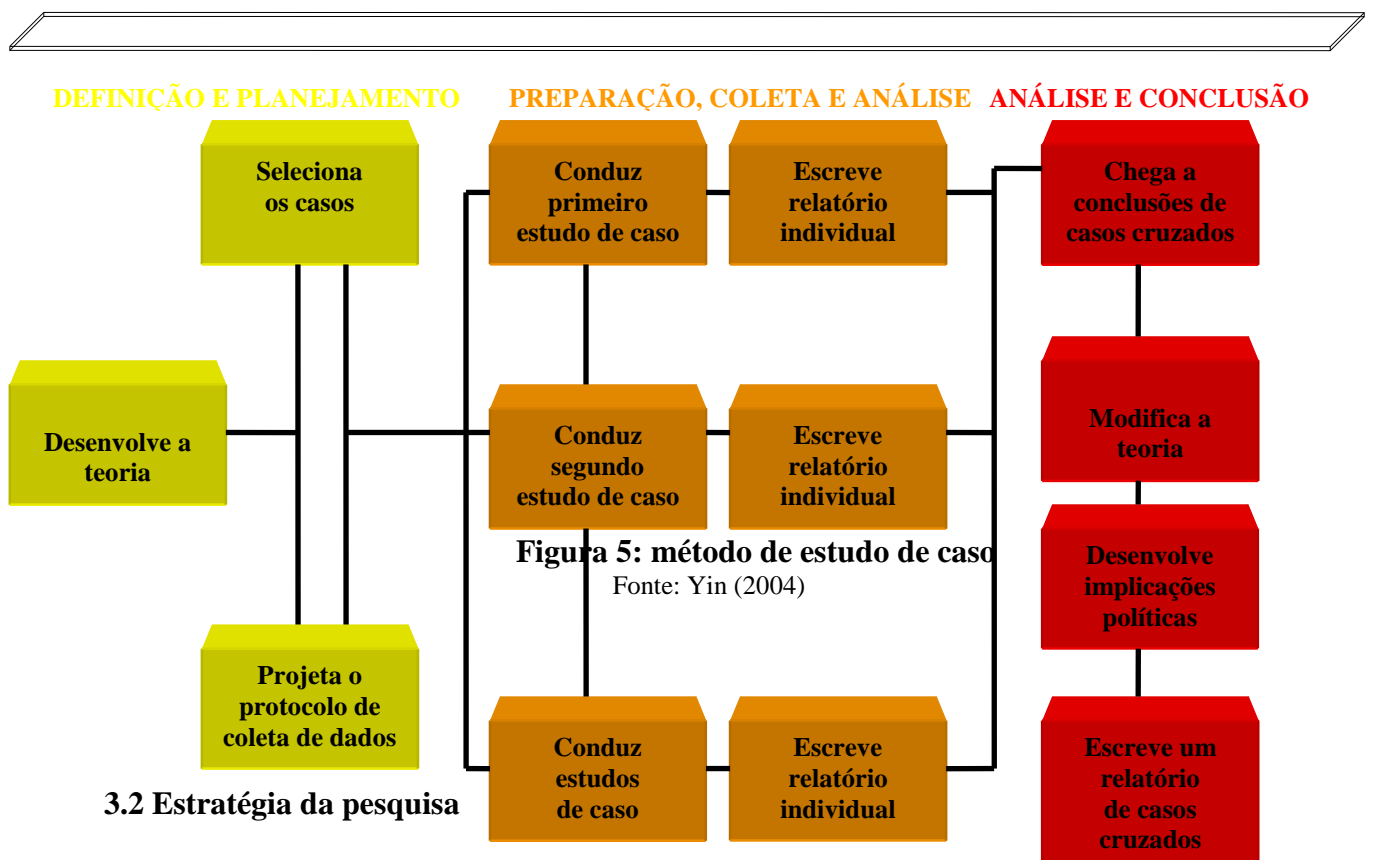 DEFINIÇÃO E PLANEJAMENTO
PREPARAÇÃO, COLETA E ANÁLISE
ANÁLISE E CONCLUSÃO
Seleciona
os casos
Desenvolve a
teoria
Projeta o
protocolo de
coleta de dados
Conduz
primeiro
estudo de caso
Escreve
relatório
individual
Conduz
segundo
estudo de caso
Escreve
relatório
individual
Conduz
estudos
de caso
Escreve
relatório
individual
Chega a
conclusões de
casos cruzados
Modifica a
teoria
Desenvolve
implicações
políticas
Escreve um
relatório
de casos
cruzados
Figura 5: método de estudo de caso
Fonte: Yin (2004)
3.2 Estratégia da pesquisa